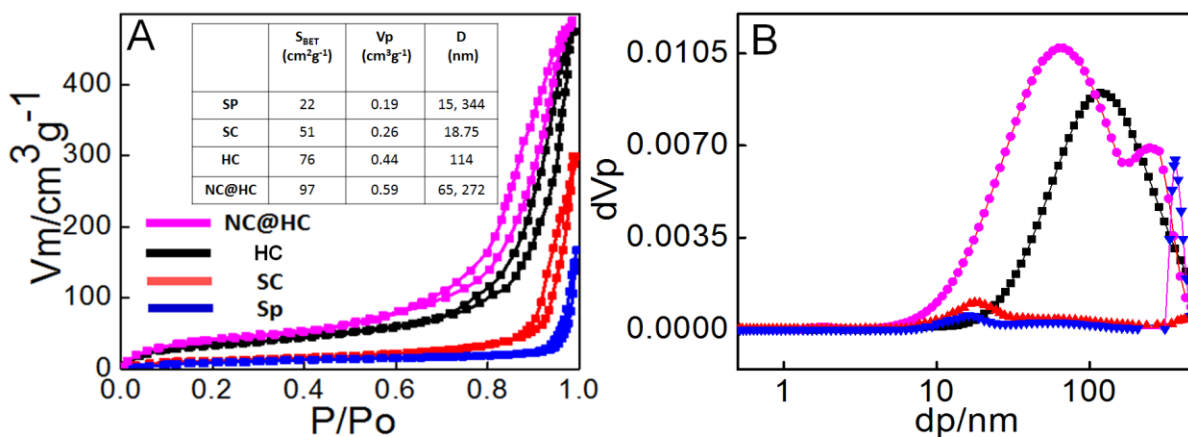 A
S_BET Vp D
(cm²g⁻¹) (cm³g⁻¹) (nm)
SP 22 0.19 15, 344
SC 51 0.26 18.75
HC 76 0.44 114
NC@HC 97 0.59 65, 272
NC@HC
HC
SC
Sp
Vm/cm³g⁻¹
400
300
200
100
0
0.0 0.2 0.4 0.6 0.8 1.0
P/Po
B
dVp
0.0105
0.0070
0.0035
0.0000
1 10 100
dp/nm